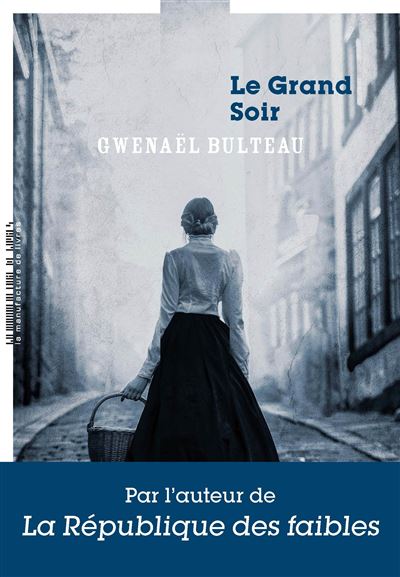 Le Grand
Soir
GWENAËL BULTEAU
la manufacture de livres
Par l'auteur de
La République des faibles